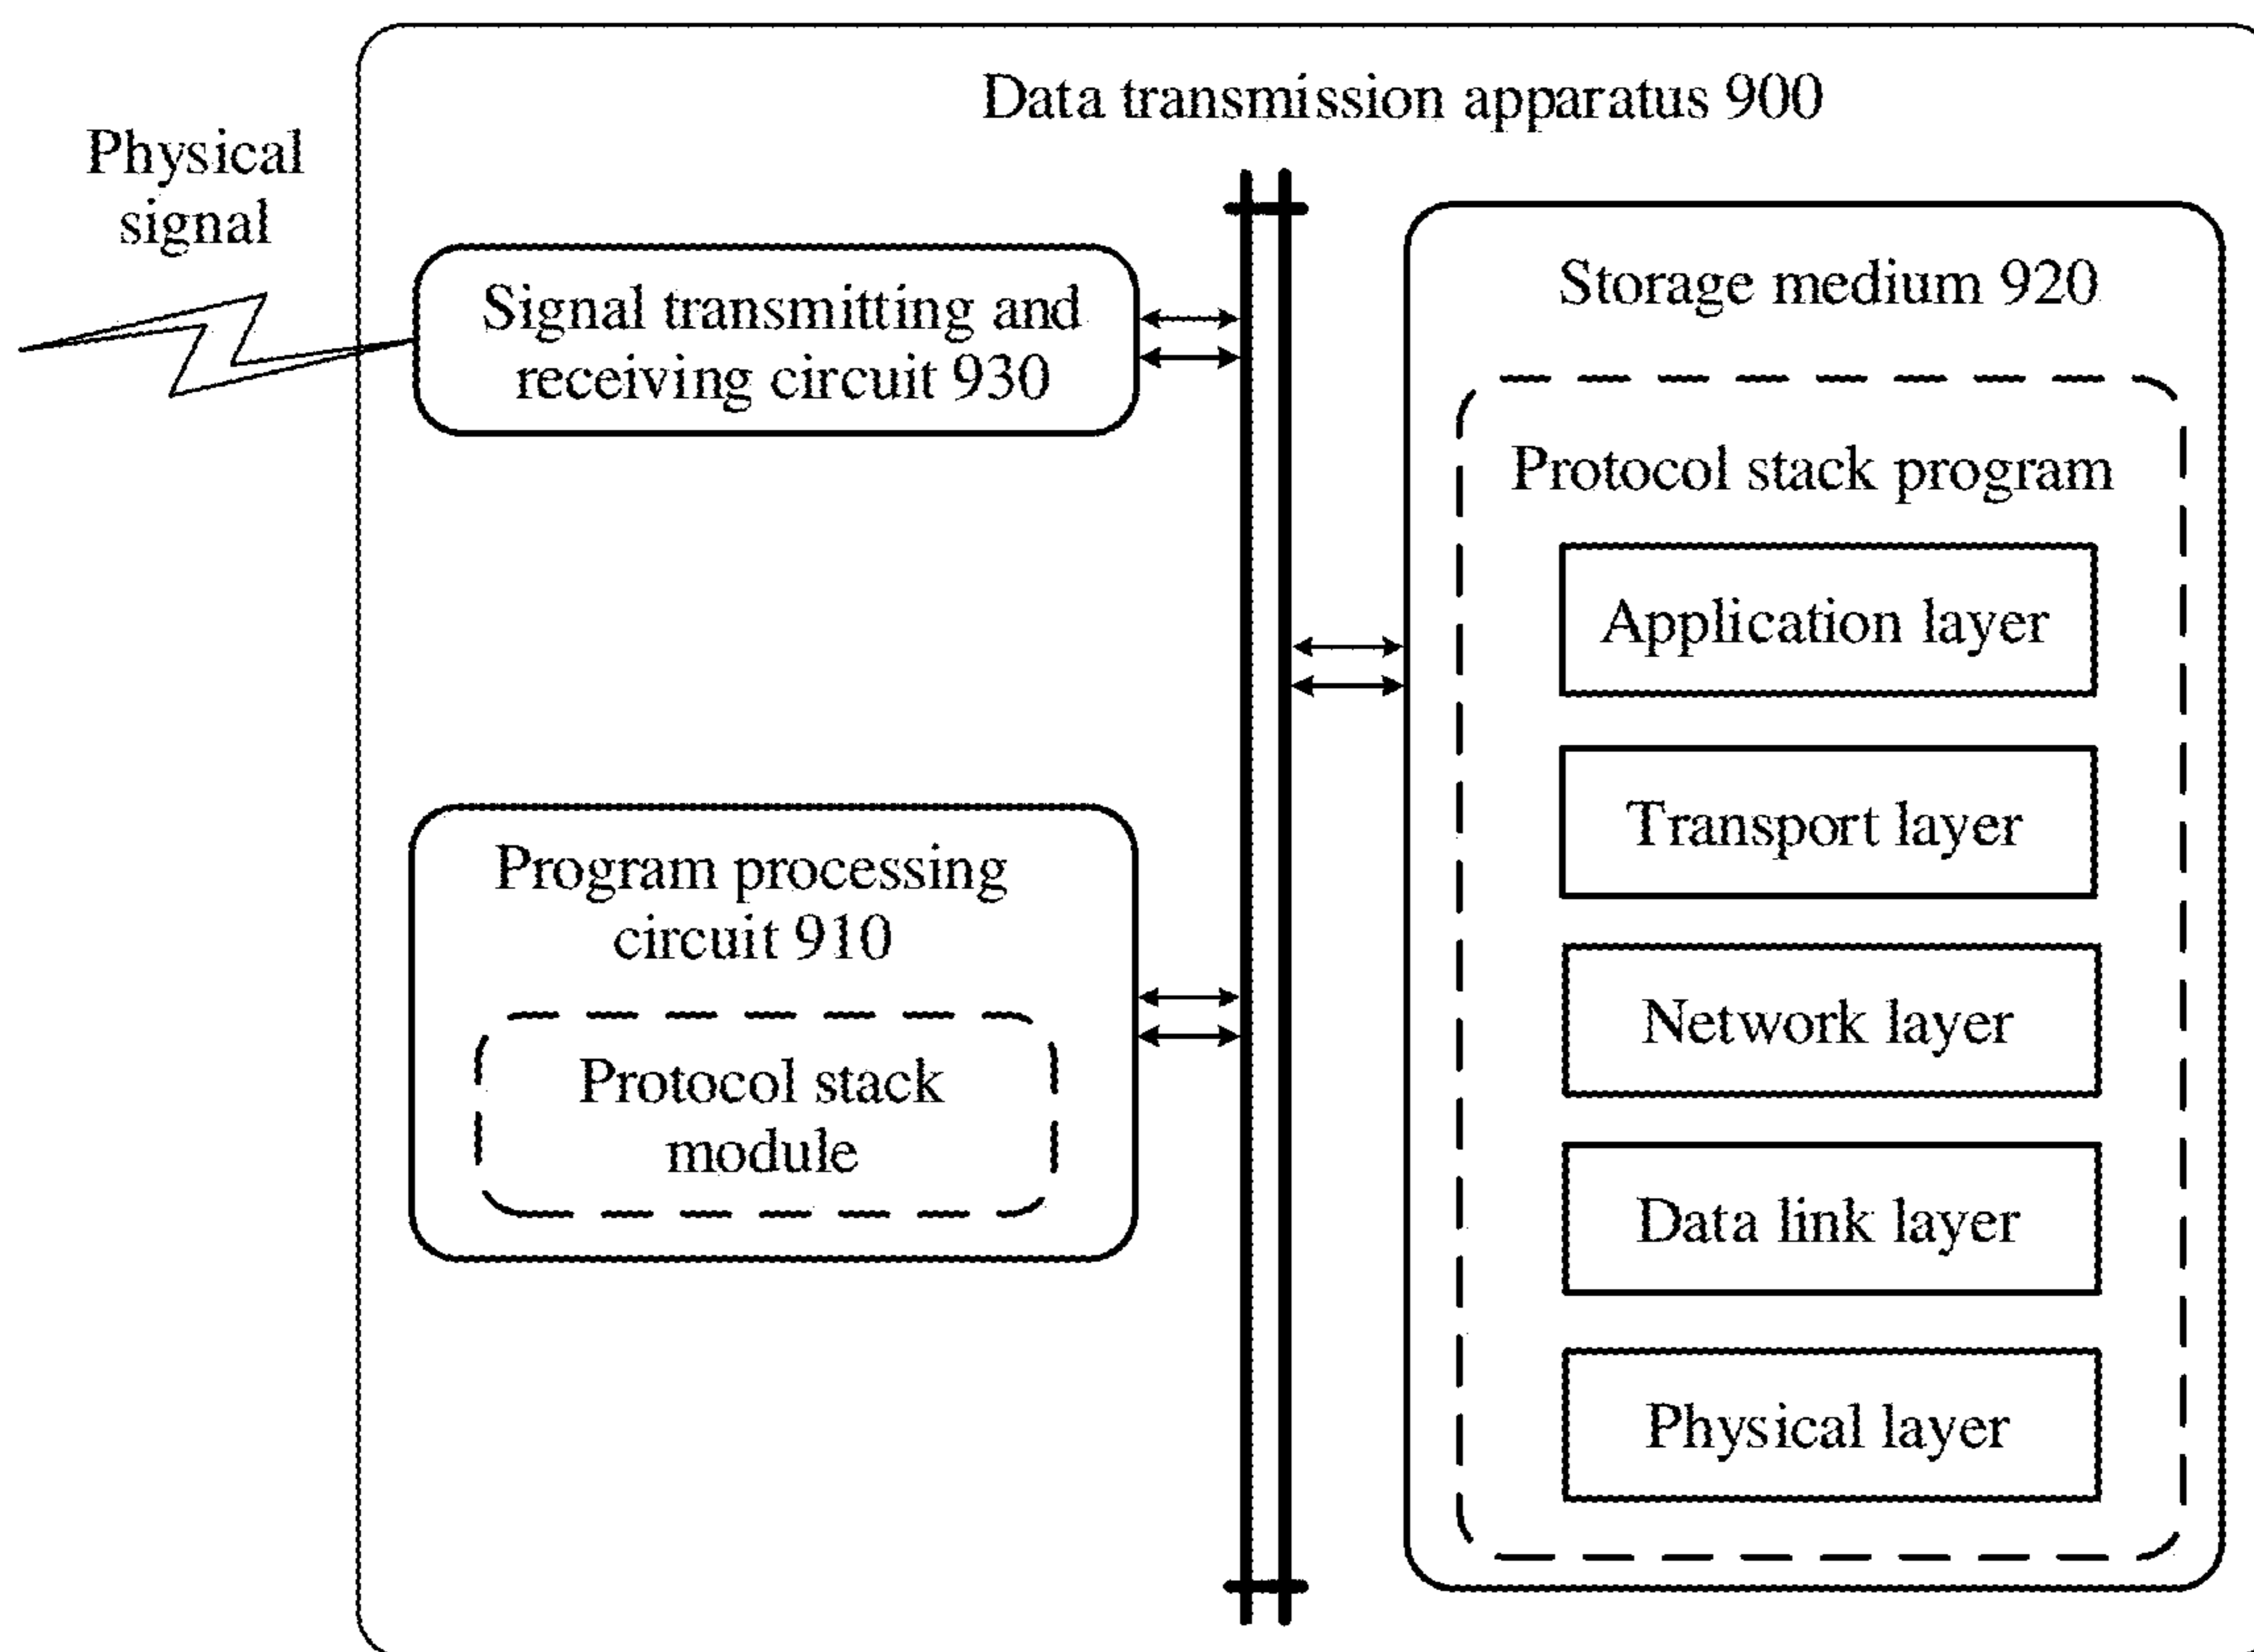 Data transmission apparatus 900
Physical
signal
Signal transmitting and
receiving circuit 930
Program processing
circuit 910
Protocol stack
module
Storage medium 920
Protocol stack program
Application layer
Transport layer
Network layer
Data link layer
Physical layer